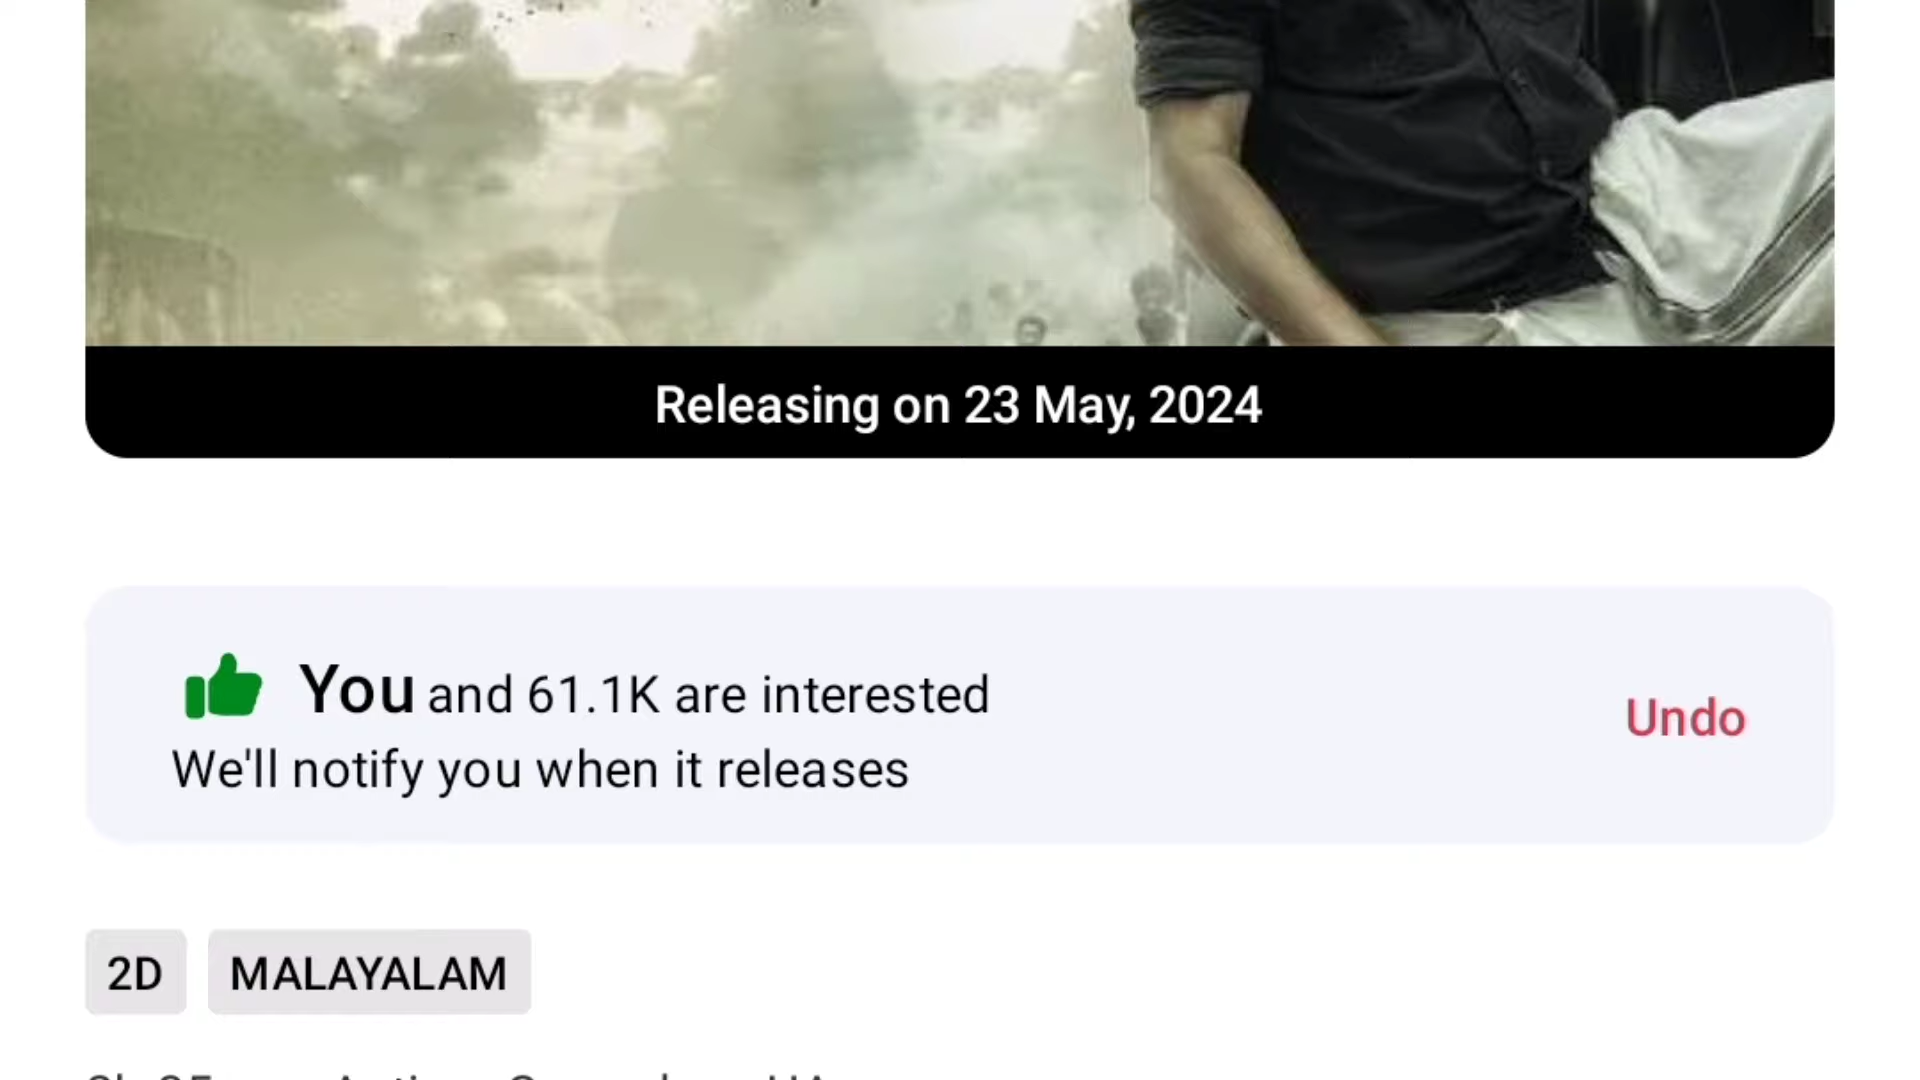 Releasing on 23 May, 2024
You and 61.1K are interested
Undo
We'll notify you when it releases
2D MALAYALAM